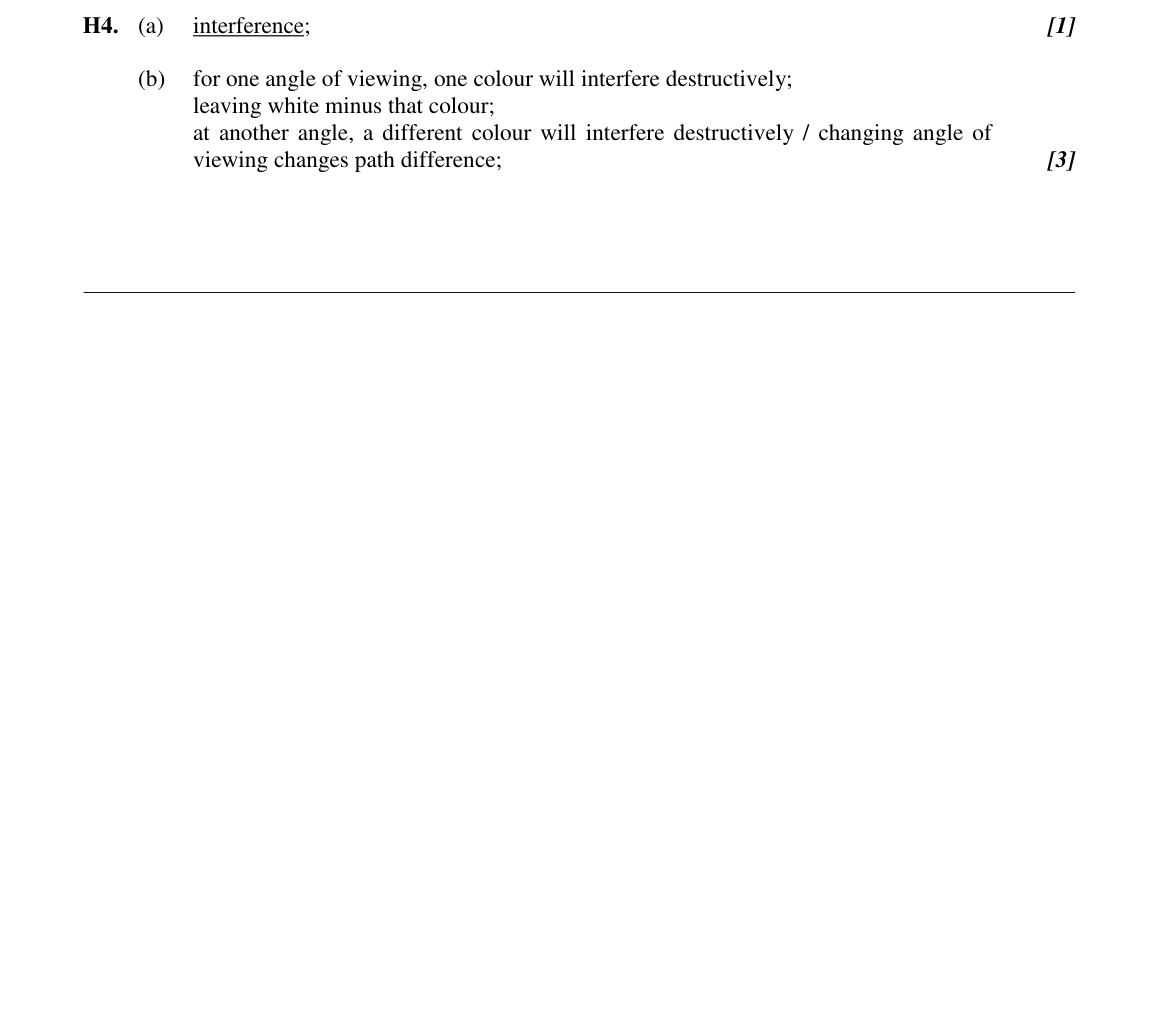 H4. (a) interference; [1]
(b) for one angle of viewing, one colour will interfere destructively;
leaving white minus that colour;
at another angle, a different colour will interfere destructively / changing angle of
viewing changes path difference; [3]